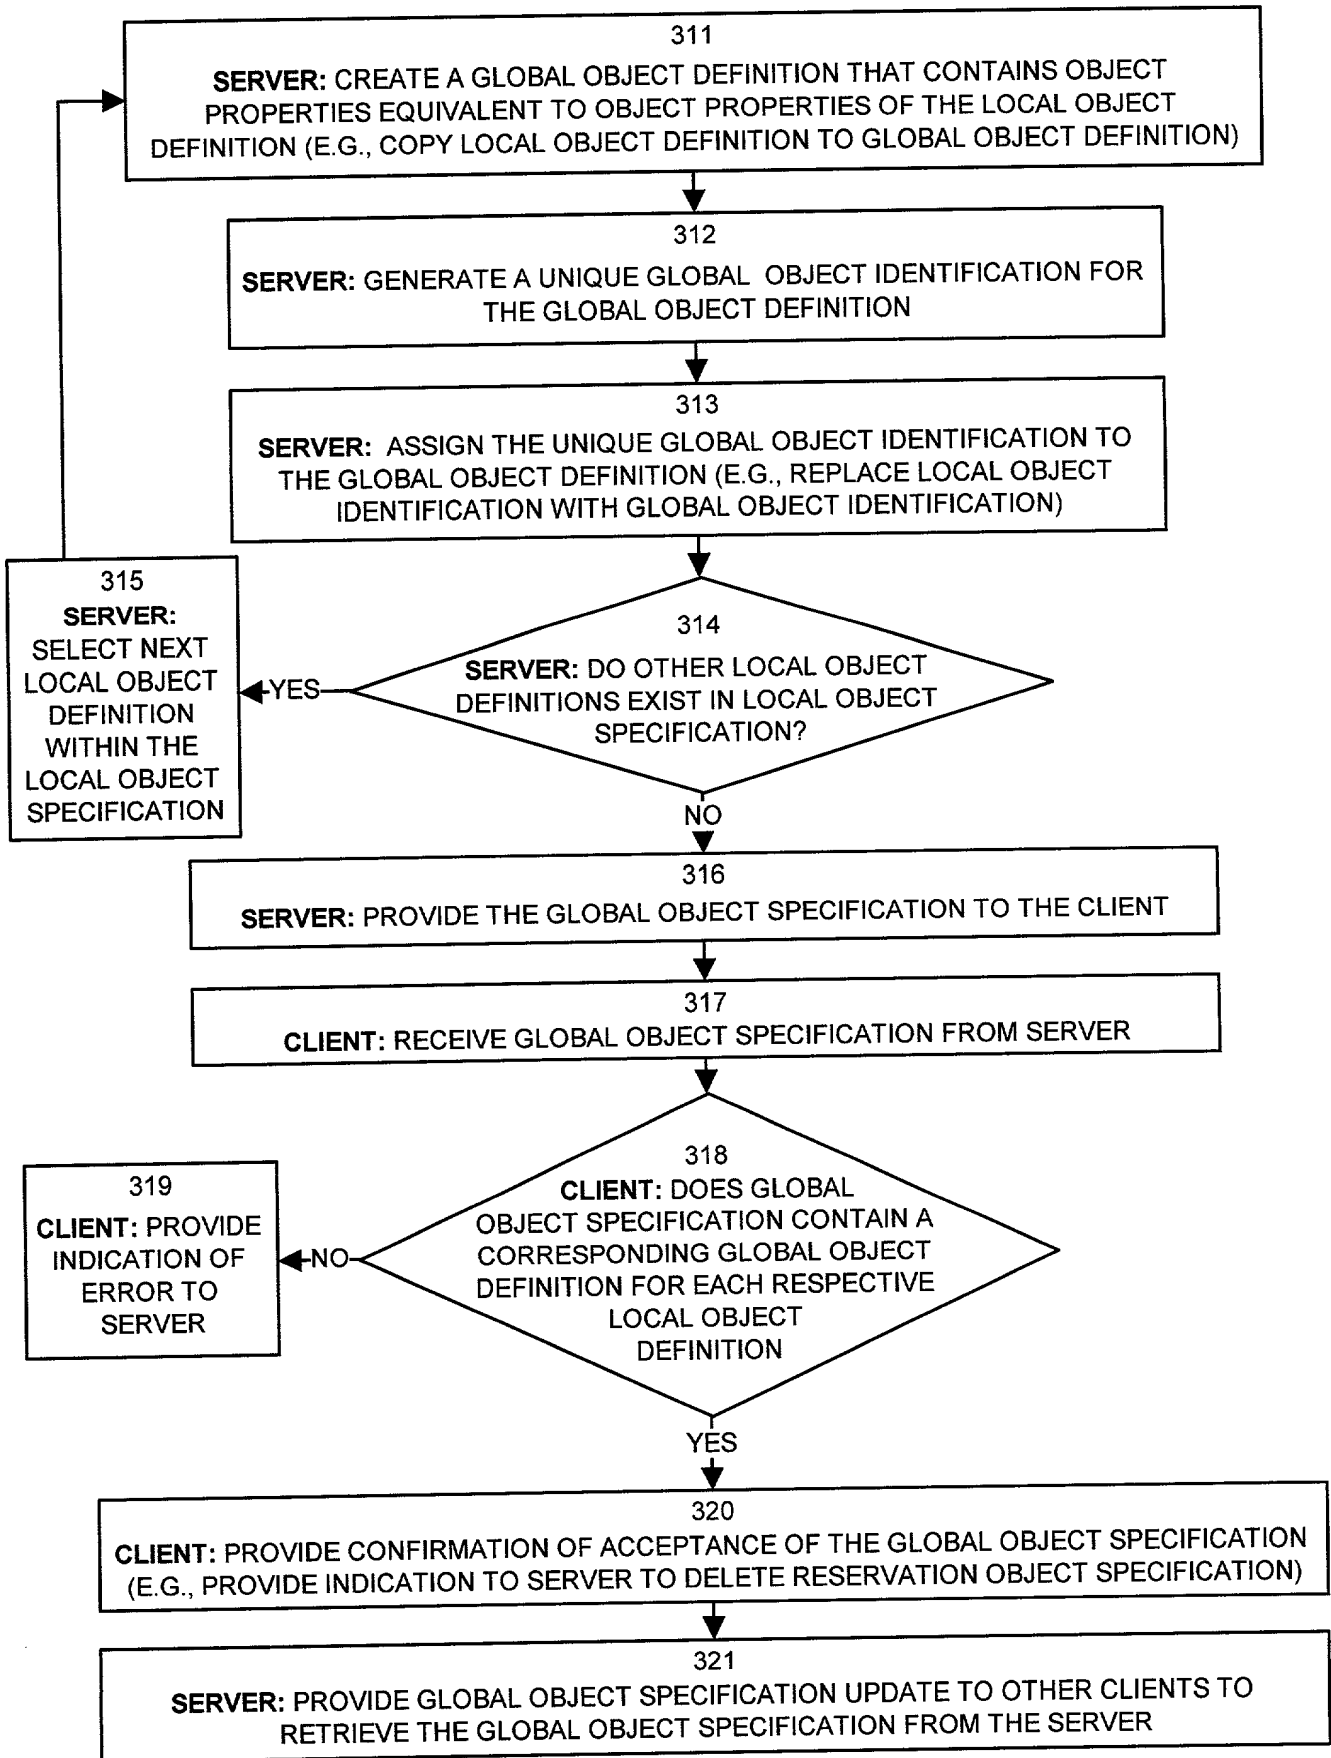 311
SERVER: CREATE A GLOBAL OBJECT DEFINITION THAT CONTAINS OBJECT
PROPERTIES EQUIVALENT TO OBJECT PROPERTIES OF THE LOCAL OBJECT
DEFINITION (E.G., COPY LOCAL OBJECT DEFINITION TO GLOBAL OBJECT DEFINITION)
312
SERVER: GENERATE A UNIQUE GLOBAL OBJECT IDENTIFICATION FOR
THE GLOBAL OBJECT DEFINITION
313
SERVER: ASSIGN THE UNIQUE GLOBAL OBJECT IDENTIFICATION TO
THE GLOBAL OBJECT DEFINITION (E.G., REPLACE LOCAL OBJECT
IDENTIFICATION WITH GLOBAL OBJECT IDENTIFICATION)
314
SERVER: DO OTHER LOCAL OBJECT
DEFINITIONS EXIST IN LOCAL OBJECT
SPECIFICATION?
YES
315
SERVER:
SELECT NEXT
LOCAL OBJECT
DEFINITION
WITHIN THE
LOCAL OBJECT
SPECIFICATION
NO
316
SERVER: PROVIDE THE GLOBAL OBJECT SPECIFICATION TO THE CLIENT
317
CLIENT: RECEIVE GLOBAL OBJECT SPECIFICATION FROM SERVER
318
CLIENT: DOES GLOBAL
OBJECT SPECIFICATION CONTAIN A
CORRESPONDING GLOBAL OBJECT
DEFINITION FOR EACH RESPECTIVE
LOCAL OBJECT
DEFINITION
NO
319
CLIENT: PROVIDE
INDICATION OF
ERROR TO
SERVER
YES
320
CLIENT: PROVIDE CONFIRMATION OF ACCEPTANCE OF THE GLOBAL OBJECT SPECIFICATION
(E.G., PROVIDE INDICATION TO SERVER TO DELETE RESERVATION OBJECT SPECIFICATION)
321
SERVER: PROVIDE GLOBAL OBJECT SPECIFICATION UPDATE TO OTHER CLIENTS TO
RETRIEVE THE GLOBAL OBJECT SPECIFICATION FROM THE SERVER